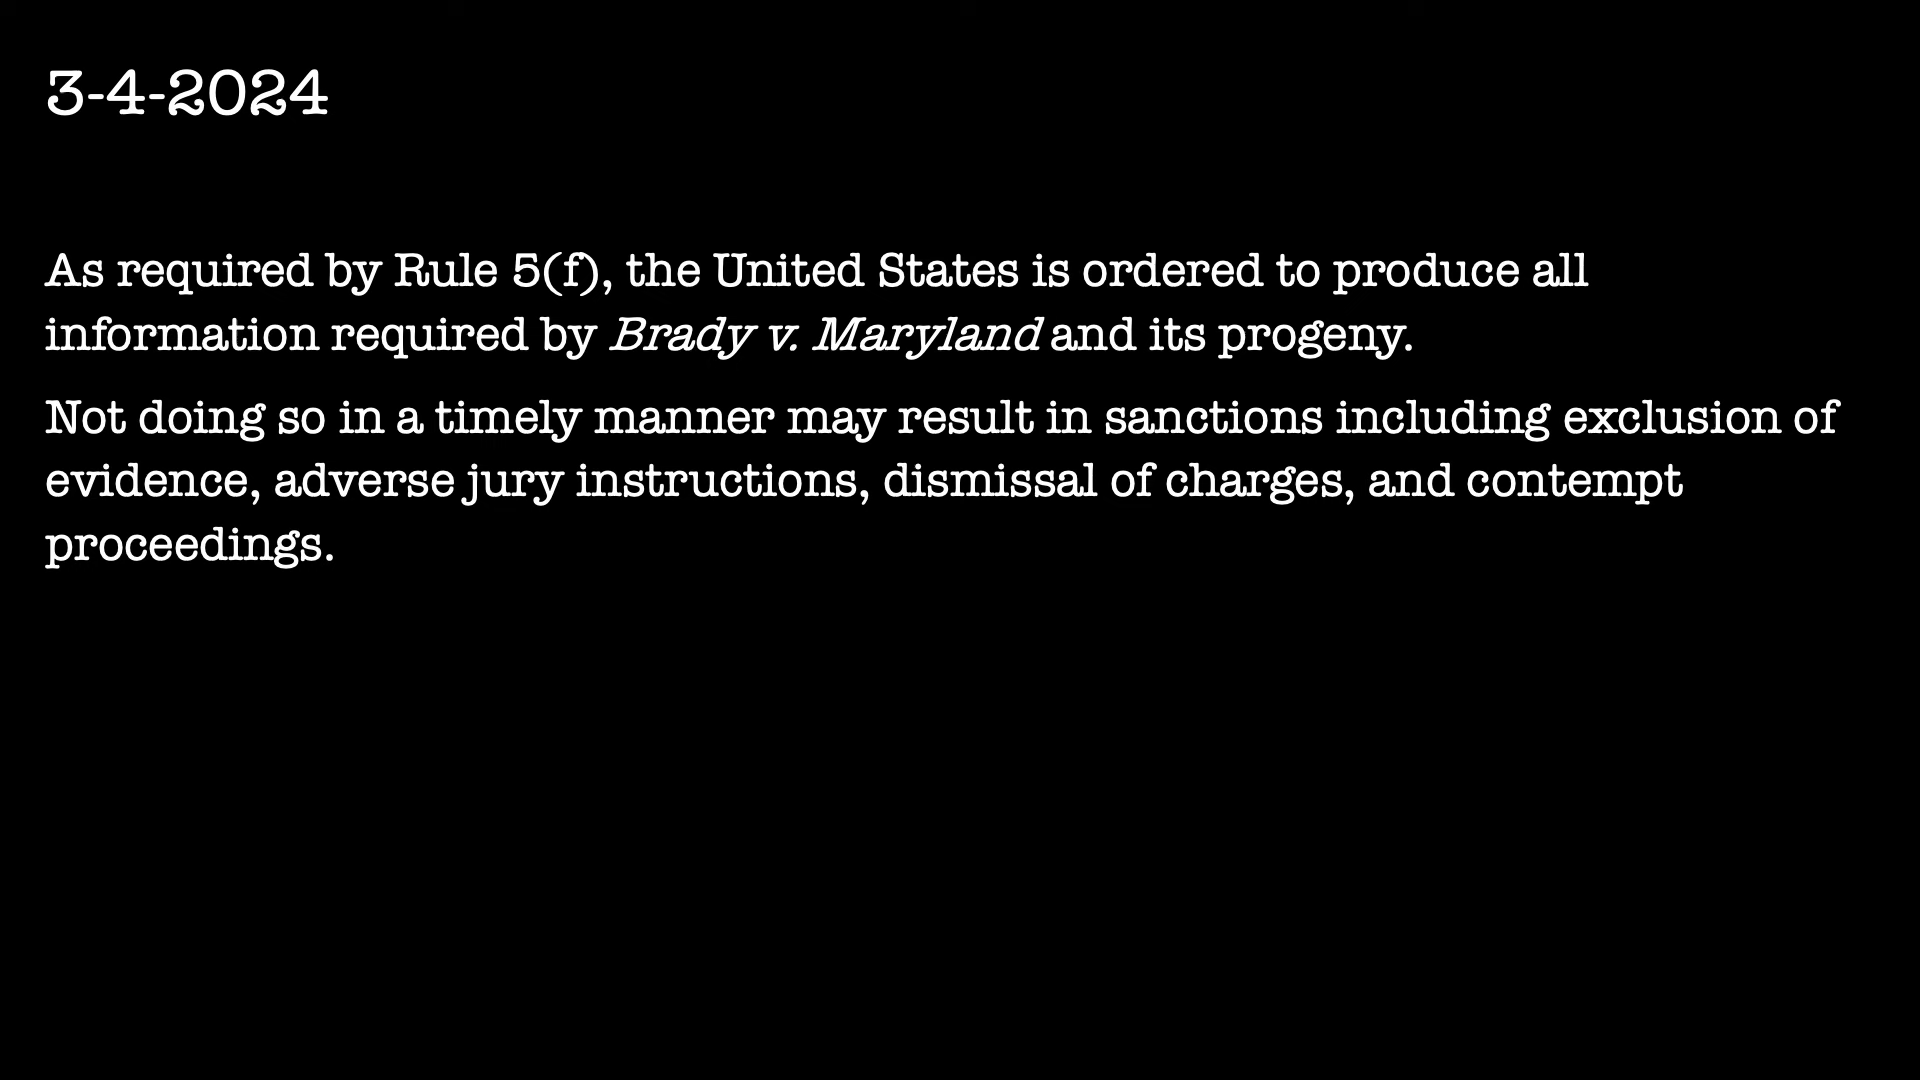 3-4-2024
As required by Rule 5(f), the United States is ordered to produce all
information required by Brady v. Maryland and its progeny.
Not doing so in a timely manner may result in sanctions including exclusion of
evidence, adverse jury instructions, dismissal of charges, and contempt
proceedings.